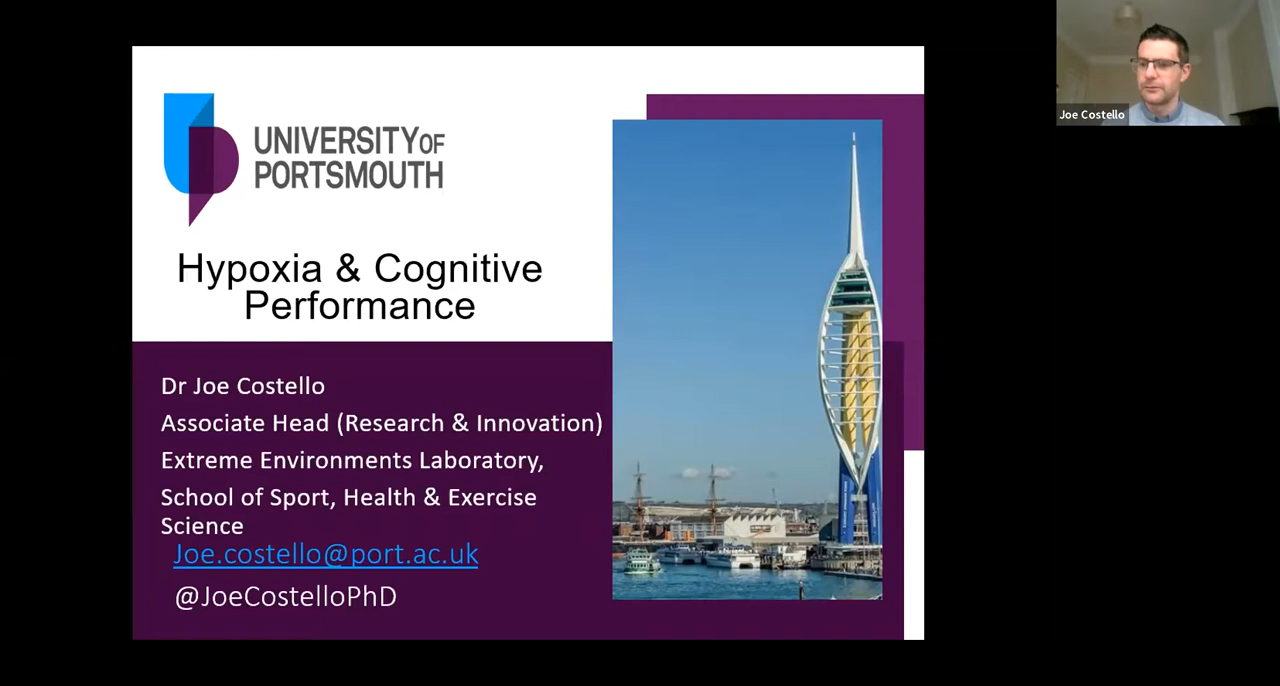 UNIVERSITY OF
PORTSMOUTH
Hypoxia & Cognitive
Performance
Dr Joe Costello
Associate Head (Research & Innovation)
Extreme Environments Laboratory,
School of Sport, Health & Exercise
Science
Joe.costello@port.ac.uk
@JoeCostelloPhD
Joe Costello